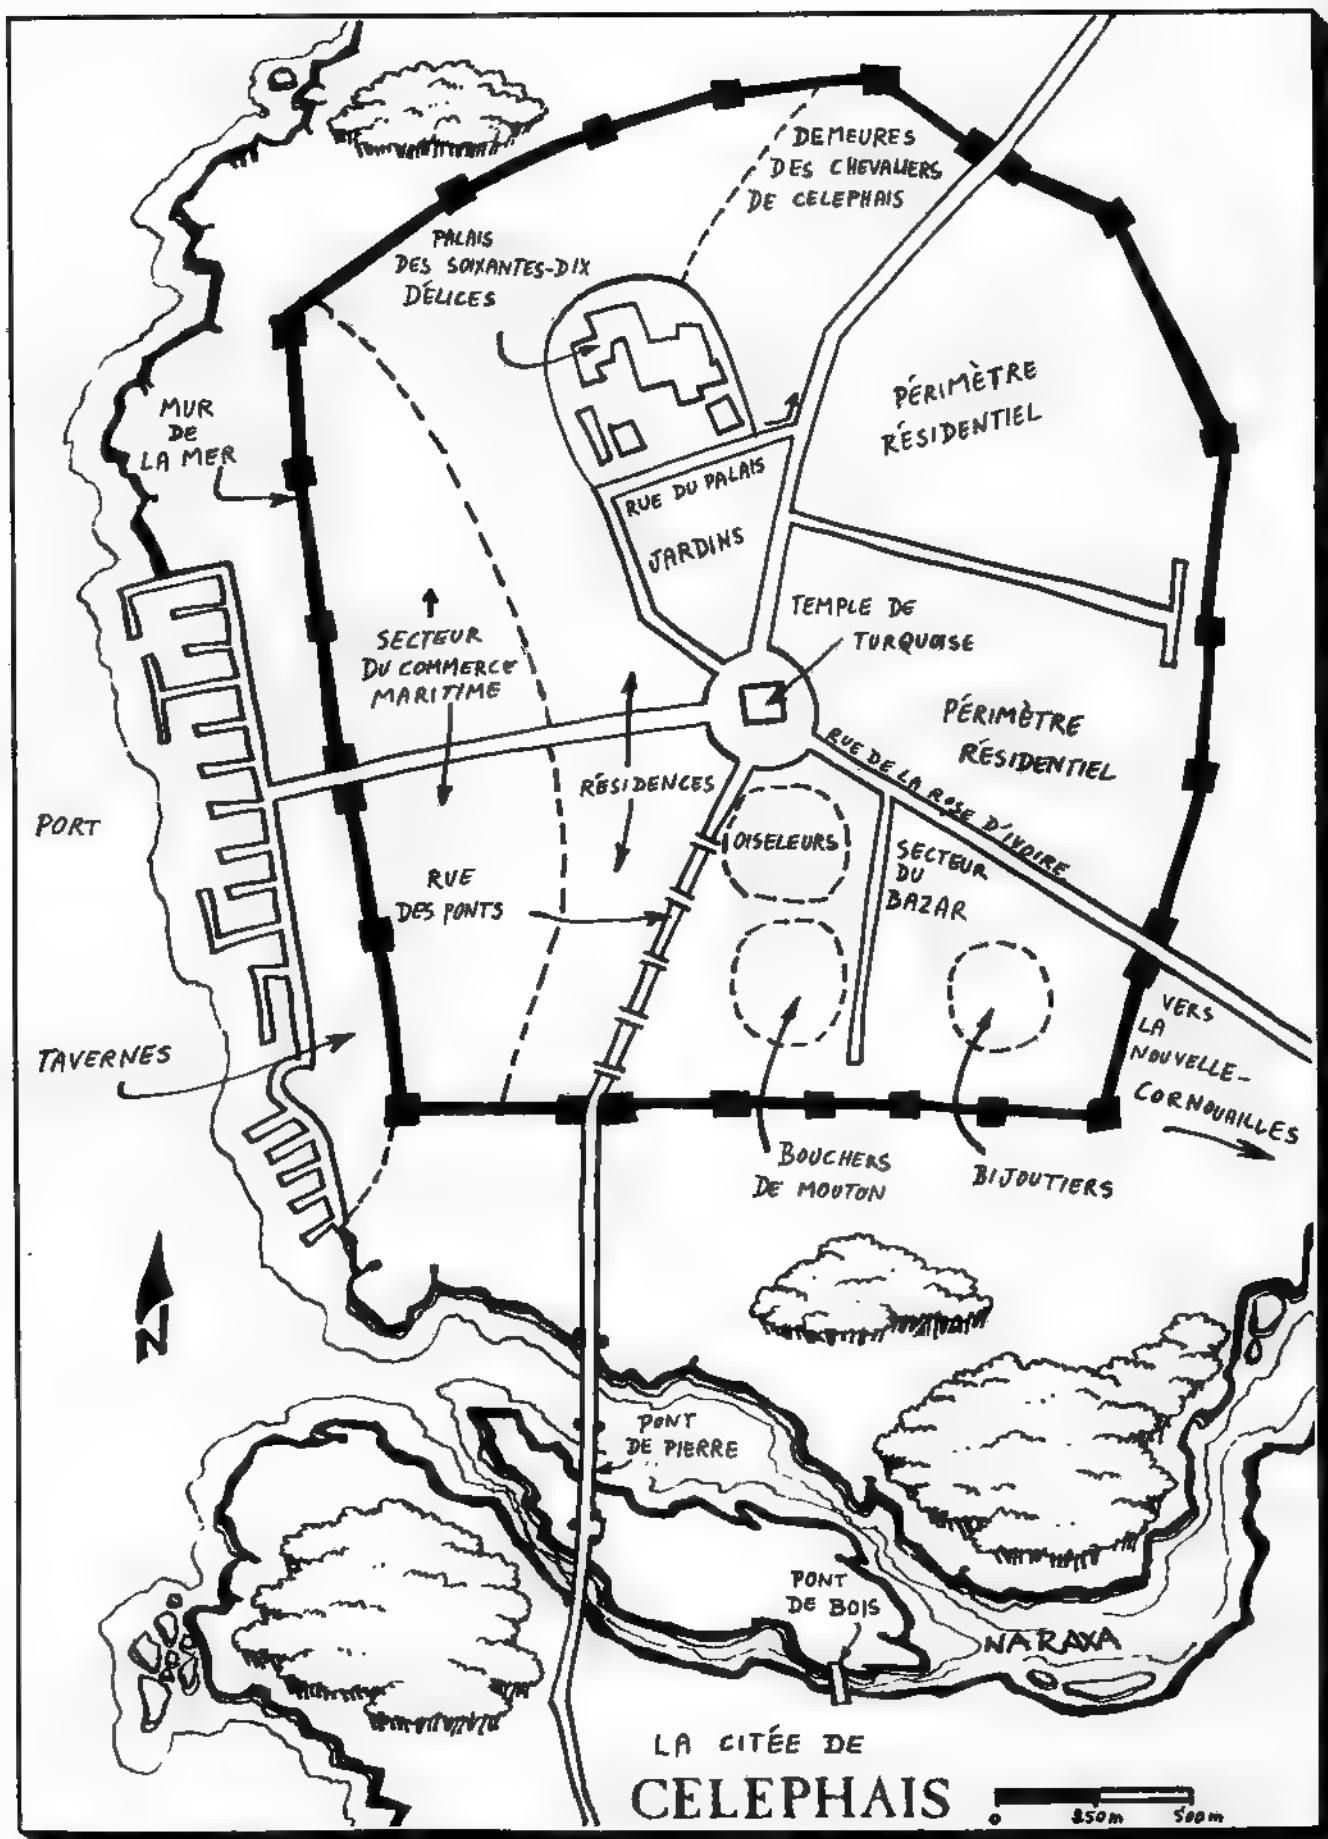 DEMEURES
DES CHEVALIERS
DE CELEPHAIS
PALAIS
DES SOIXANTES-DIX
DÉLICES
PÉRIMÈTRE
RÉSIDENTIEL
MUR
DE
LA MER
RUE DU PALAIS
JARDINS
TEMPLE DE
TURQUOISE
SECTEUR
DU COMMERCE
MARITIME
PÉRIMÈTRE
RÉSIDENTIEL
RUE DE LA ROSE D'IVOIRE
RÉSIDENCES
PORT
OISELEURS
SECTEUR
DU
BAZAR
RUE
DES PONTS
TAVERNES
VERS
LA
NOUVELLE-
CORNOUAILLES
BOUCHERS
DE MOUTON
BIJOUTIERS
N
PONT
DE PIERRE
PONT
DE BOIS
NARAXA
LA CITÉE DE
CELEPHAIS
0 250m 500m